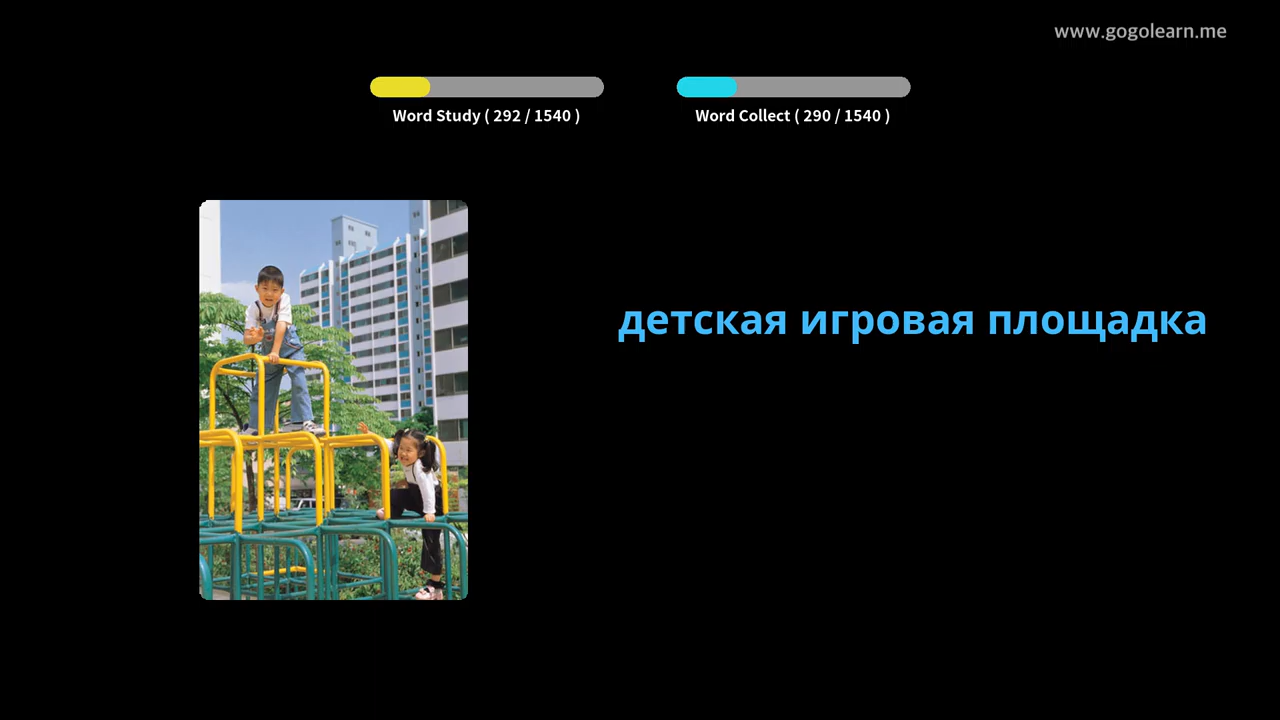 www.gogolearn.me
Word Study ( 292 / 1540 )
Word Collect ( 290 / 1540 )
детская игровая площадка